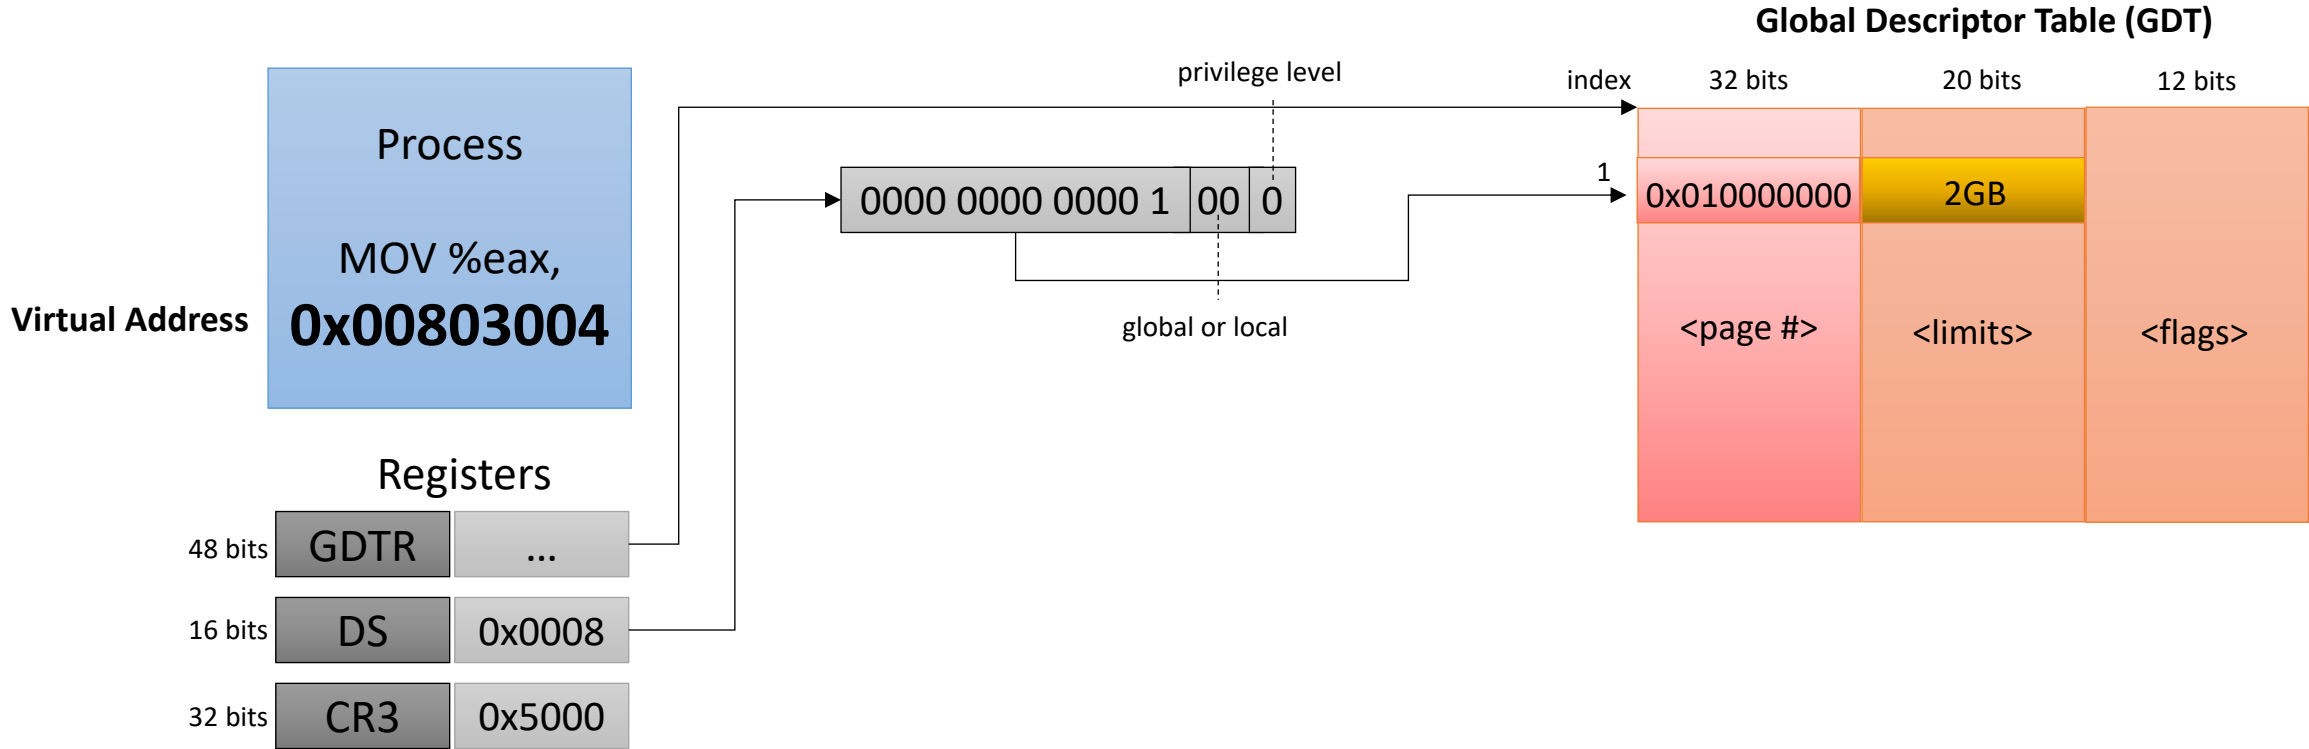 Global Descriptor Table (GDT)
privilege level
index
32 bits
20 bits
12 bits
Process
0000 0000 0000 1
00
0
1
0x010000000
2GB
MOV %eax,
Virtual Address
0x00803004
global or local
<page #>
<limits>
<flags>
Registers
48 bits
GDTR
...
16 bits
DS
0x0008
32 bits
CR3
0x5000